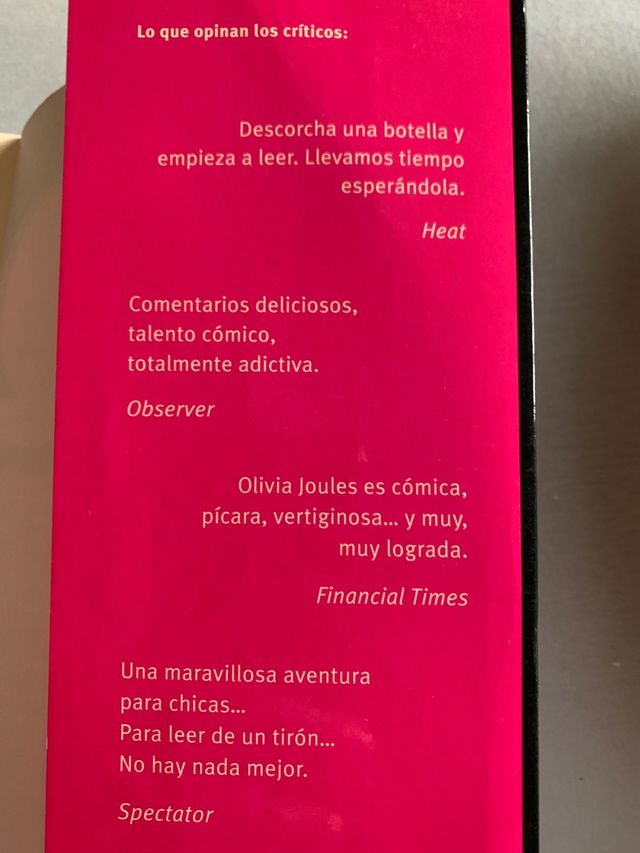 Lo que opinan los críticos:
Descorcha una botella y
empieza a leer. Llevamos tiempo
esperándola.
Heat
Comentarios deliciosos,
talento cómico,
totalmente adictiva.
Observer
Olivia Joules es cómica,
pícara, vertiginosa... y muy,
muy lograda.
Financial Times
Una maravillosa aventura
para chicas...
Para leer de un tirón...
No hay nada mejor.
Spectator